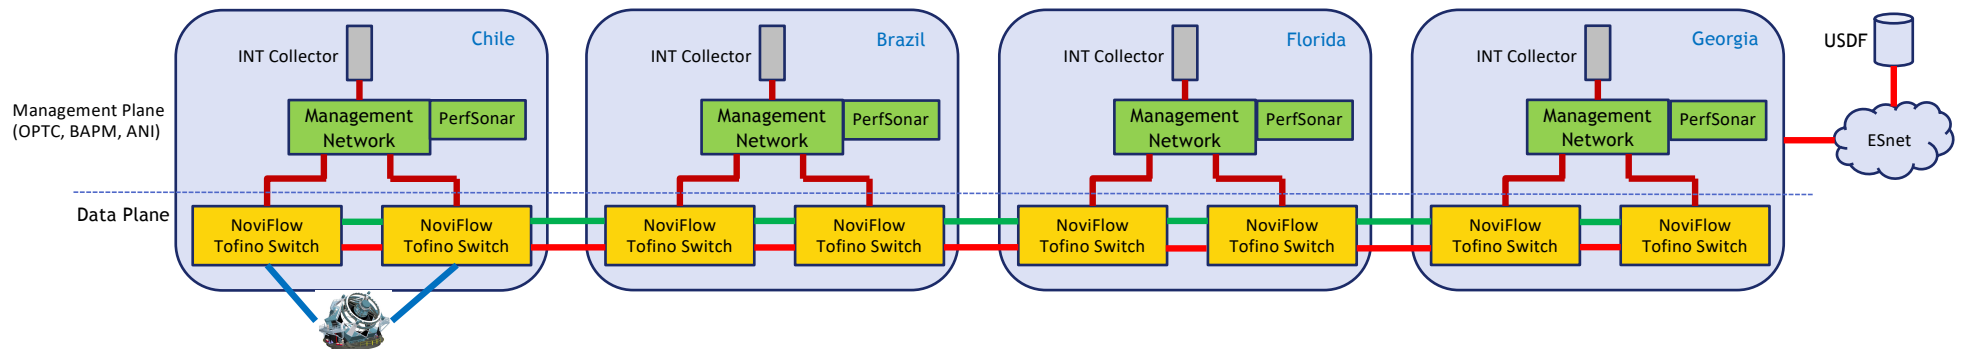 Chile
INT Collector
Management
Network
PerfSonar
NoviFlow
Tofino Switch
NoviFlow
Tofino Switch
Brazil
INT Collector
Management
Network
PerfSonar
NoviFlow
Tofino Switch
NoviFlow
Tofino Switch
Florida
INT Collector
Management
Network
PerfSonar
NoviFlow
Tofino Switch
NoviFlow
Tofino Switch
Georgia
INT Collector
Management
Network
PerfSonar
NoviFlow
Tofino Switch
NoviFlow
Tofino Switch
USDF
ESnet
Management Plane
(OPTC, BAPM, ANI)
Data Plane